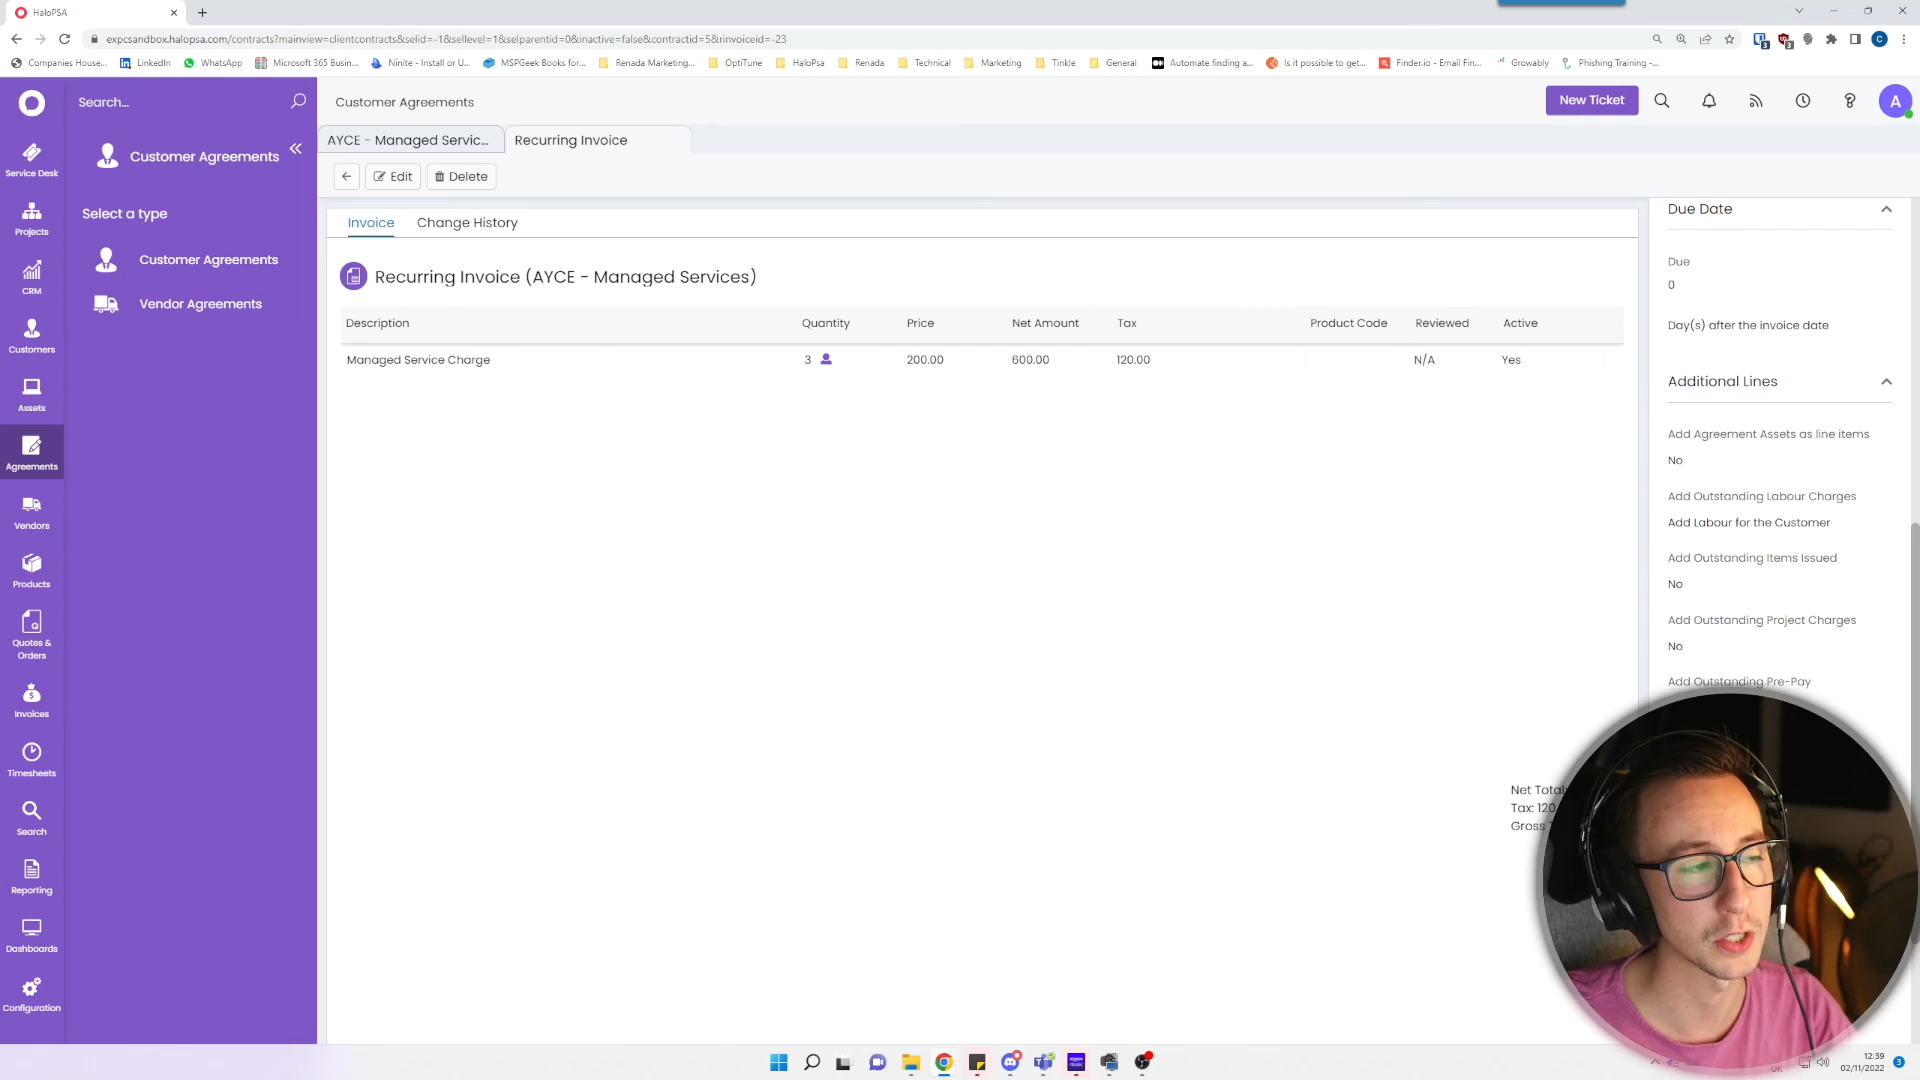 HaloPSA
expcsandbox.halopsa.com/contracts?mainview=clientcontracts&selid=-1&sellevel=1&selparentid=0&inactive=false&contractid=5&rinvoiceid=-23
Companies House...
LinkedIn
WhatsApp
Microsoft 365 Busin...
Ninite - Install or U...
MSPGeek Books for...
Renada Marketing...
OptiTune
HaloPsa
Renada
Technical
Marketing
Tinkle
General
Automate finding a...
Is it possible to get...
Finder.io - Email Fin...
Growably
Phishing Training -...
Search...
Customer Agreements
New Ticket
A
Customer Agreements
AYCE - Managed Servic...
Recurring Invoice
Edit
Delete
Select a type
Customer Agreements
Vendor Agreements
Service Desk
Projects
CRM
Customers
Assets
Agreements
Vendors
Products
Quotes &
Orders
Invoices
Timesheets
Search
Reporting
Dashboards
Configuration
Invoice
Change History
Recurring Invoice (AYCE - Managed Services)
Description Quantity Price Net Amount Tax Product Code Reviewed Active
Managed Service Charge 3 200.00 600.00 120.00 N/A Yes
Net Total:
Tax: 120
Gross
Due Date
Due
0
Day(s) after the invoice date
Additional Lines
Add Agreement Assets as line items
No
Add Outstanding Labour Charges
Add Labour for the Customer
Add Outstanding Items Issued
No
Add Outstanding Project Charges
No
Add Outstanding Pre-Pay
UK
12:39
02/11/2022
3